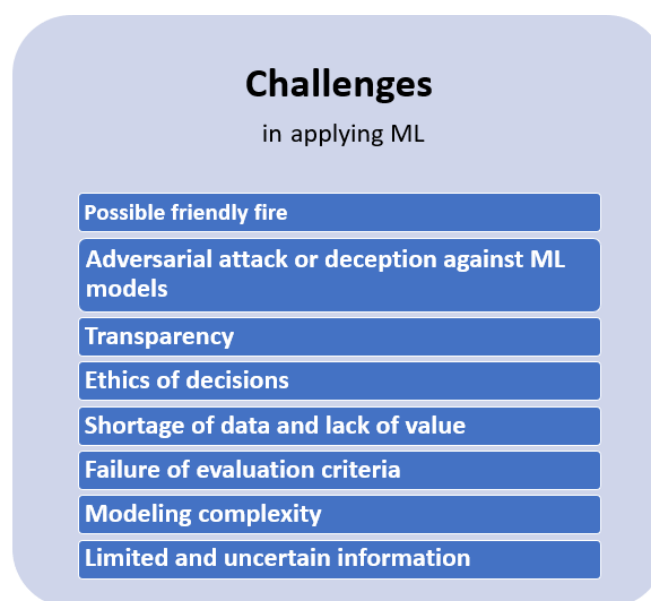 Challenges
in applying ML
Possible friendly fire
Adversarial attack or deception against ML
models
Transparency
Ethics of decisions
Shortage of data and lack of value
Failure of evaluation criteria
Modeling complexity
Limited and uncertain information